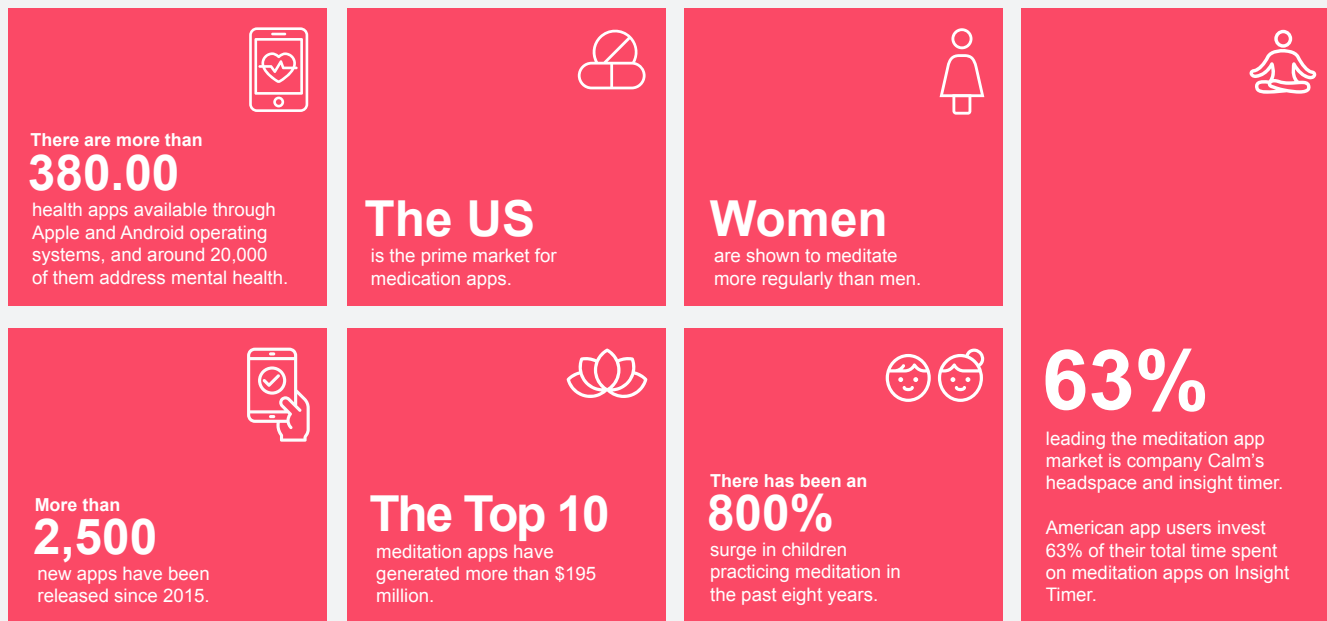 There are more than
380.00
health apps available through
Apple and Android operating
systems, and around 20,000
of them address mental health.
The US
is the prime market for
medication apps.
Women
are shown to meditate
more regularly than men.
63%
leading the meditation app
market is company Calm's
headspace and insight timer.
American app users invest
63% of their total time spent
on meditation apps on Insight
Timer.
More than
2,500
new apps have been
released since 2015.
The Top 10
meditation apps have
generated more than $195
million.
There has been an
800%
surge in children
practicing meditation in
the past eight years.